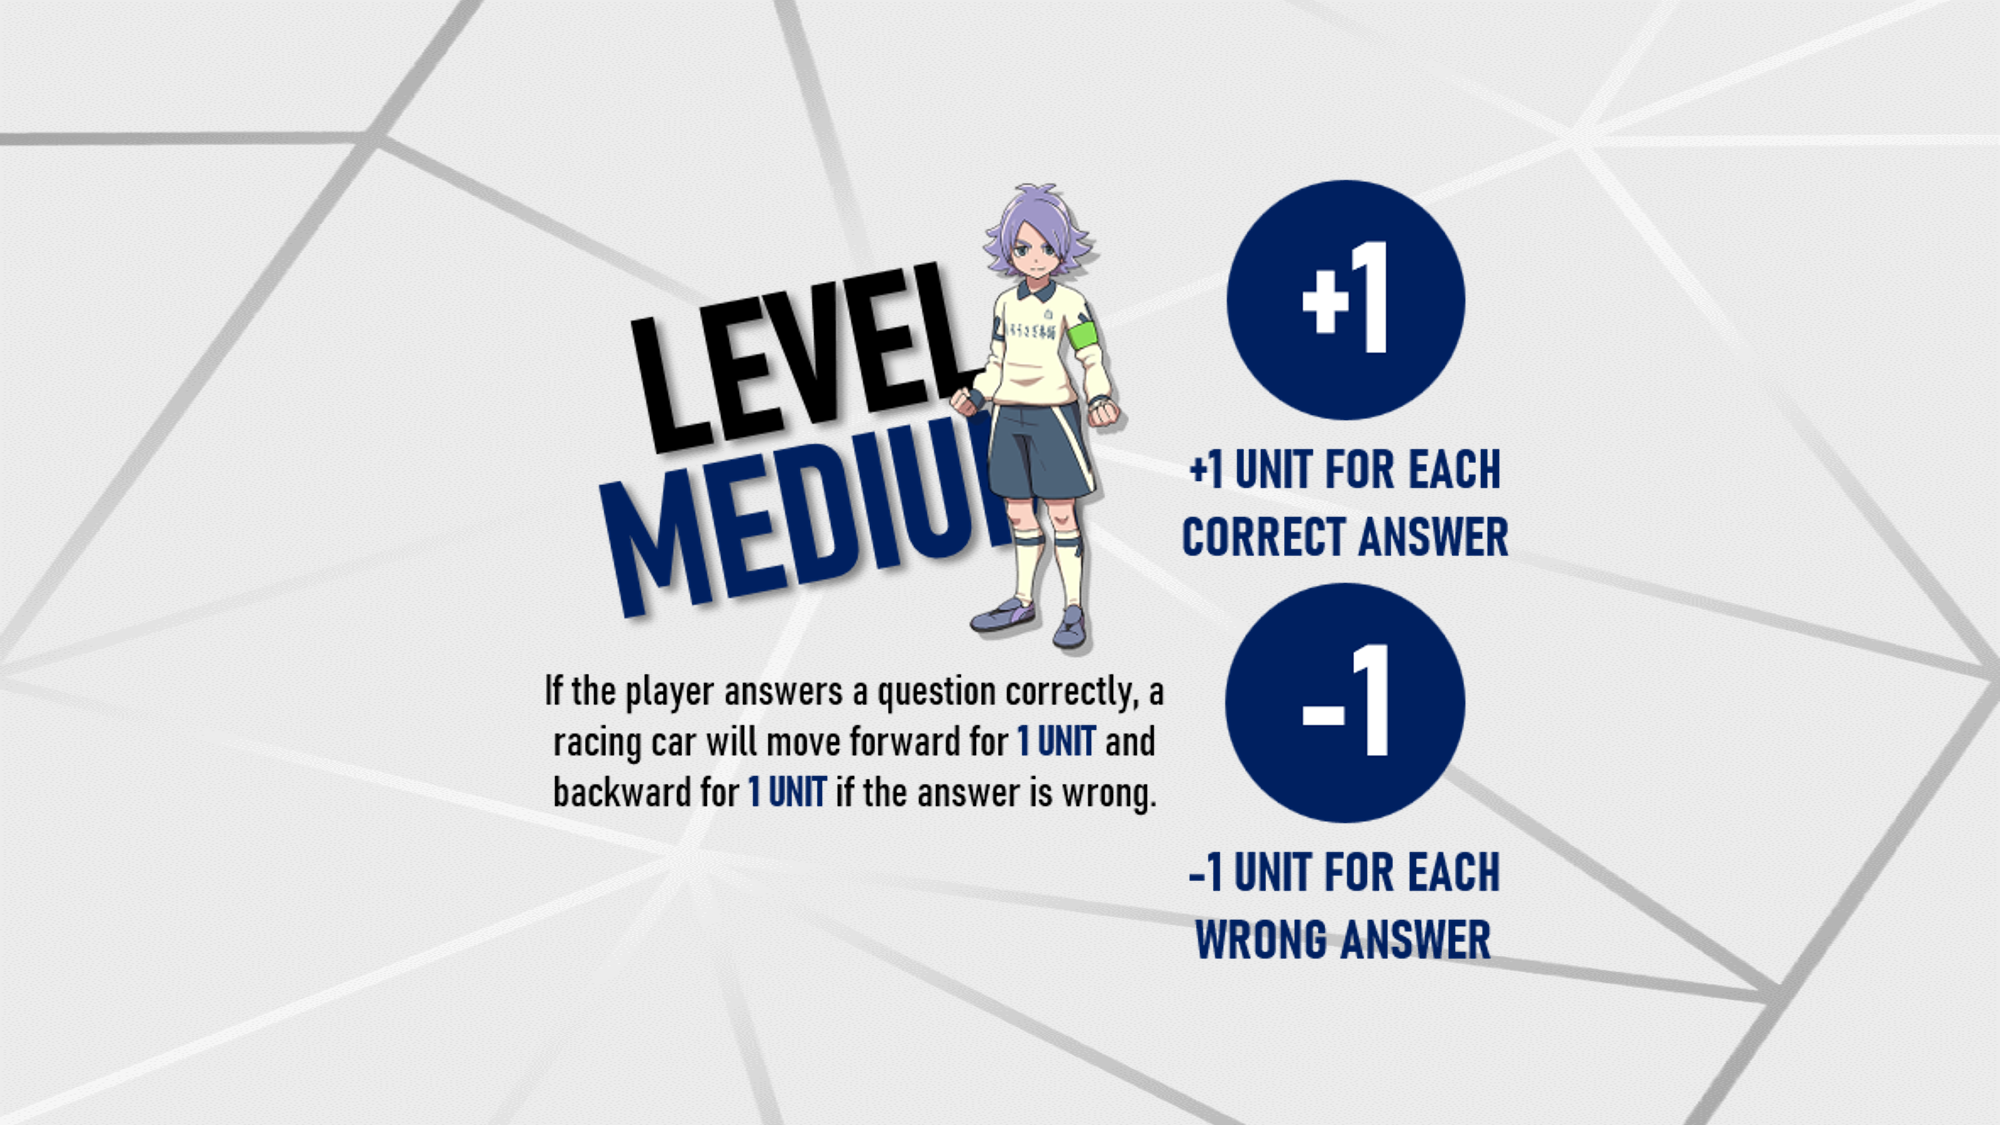 LEVEL
MEDIUM
If the player answers a question correctly, a
racing car will move forward for 1 UNIT and
backward for 1 UNIT if the answer is wrong.
+1
+1 UNIT FOR EACH
CORRECT ANSWER
-1
-1 UNIT FOR EACH
WRONG ANSWER